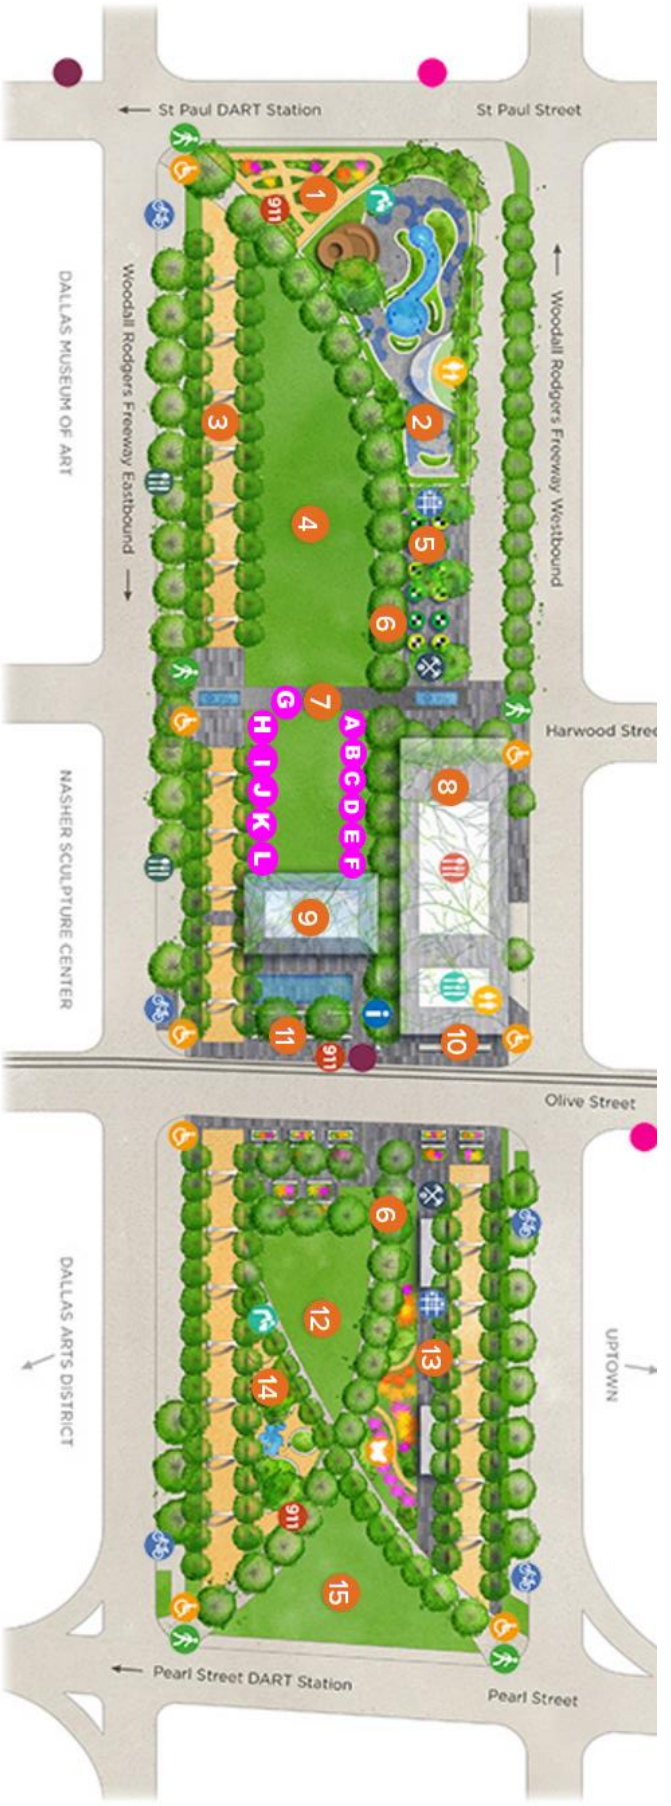 ← St Paul DART Station
St Paul Street
1
911
DALLAS MUSEUM OF ART
Woodall Rodgers Freeway Eastbound →
← Woodall Rodgers Freeway Westbound
3
2
4
5
6
7
G
H
I
J
K
L
A
B
C
D
E
F
Harwood Stree
8
NASHER SCULPTURE CENTER
9
i
11
911
10
Olive Street
6
12
13
14
DALLAS ARTS DISTRICT
UPTOWN
911
15
← Pearl Street DART Station
Pearl Street